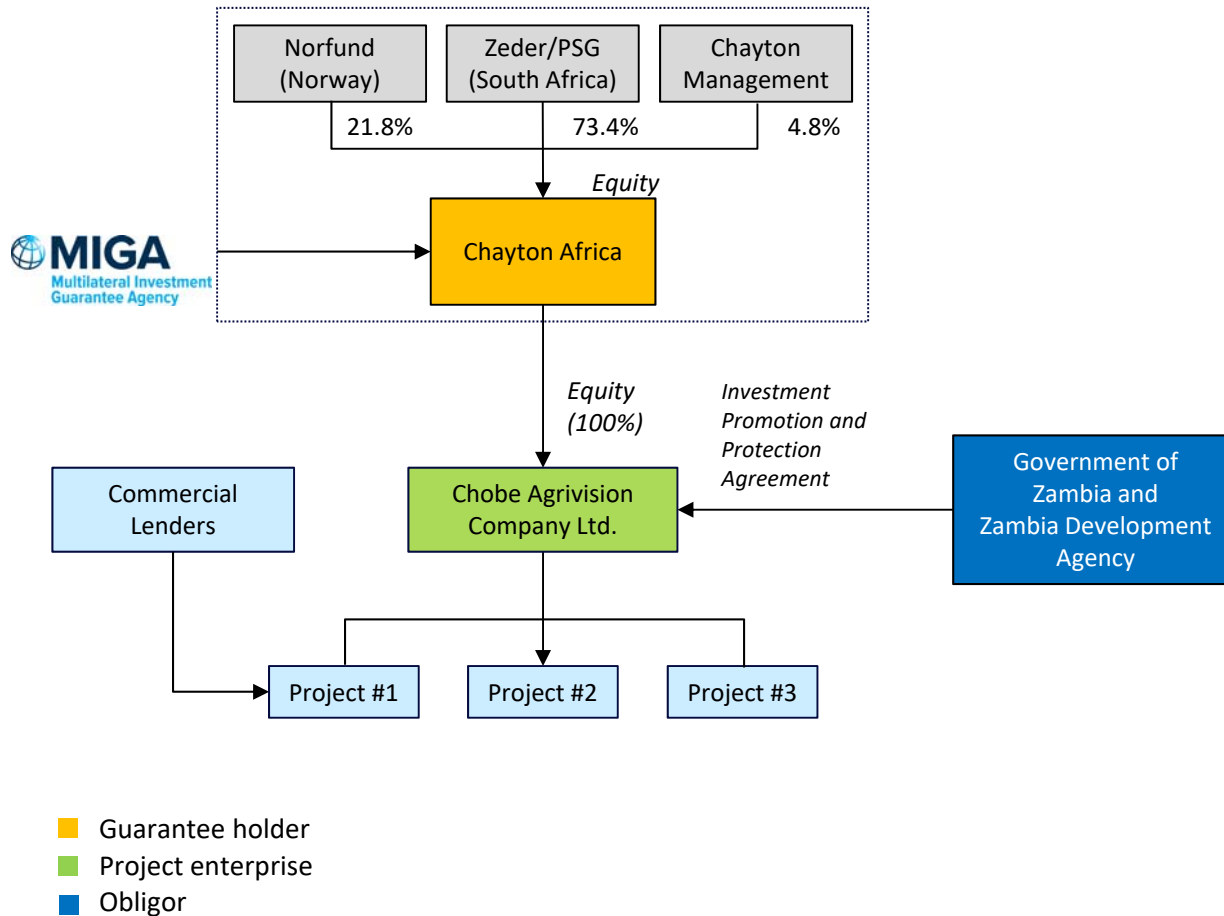 Norfund
(Norway)
Zeder/PSG
(South Africa)
Chayton
Management
21.8%
73.4%
4.8%
Equity
MIGA
Multilateral Investment
Guarantee Agency
Chayton Africa
Equity
(100%)
Investment
Promotion and
Protection
Agreement
Commercial
Lenders
Chobe Agrivision
Company Ltd.
Government of
Zambia and
Zambia Development
Agency
Project #1
Project #2
Project #3
Guarantee holder
Project enterprise
Obligor